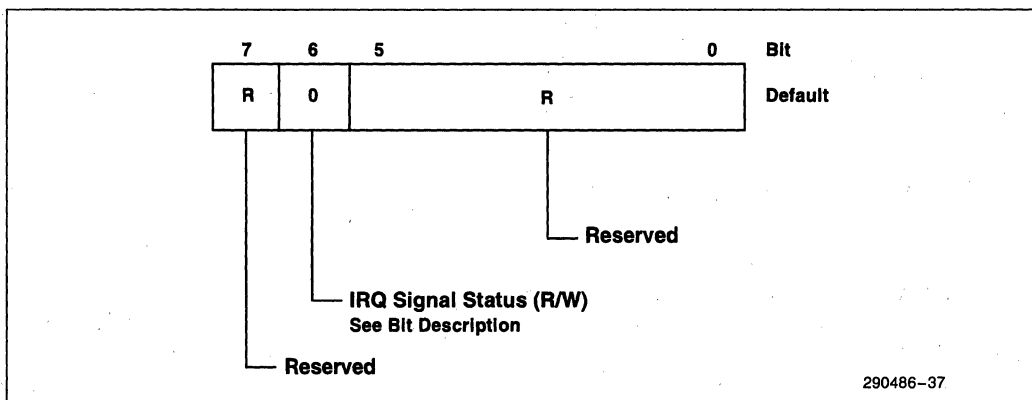 7 6 5 0 Bit
R 0 R Default
Reserved
IRQ Signal Status (R/W)
See Bit Description
Reserved
290486–37